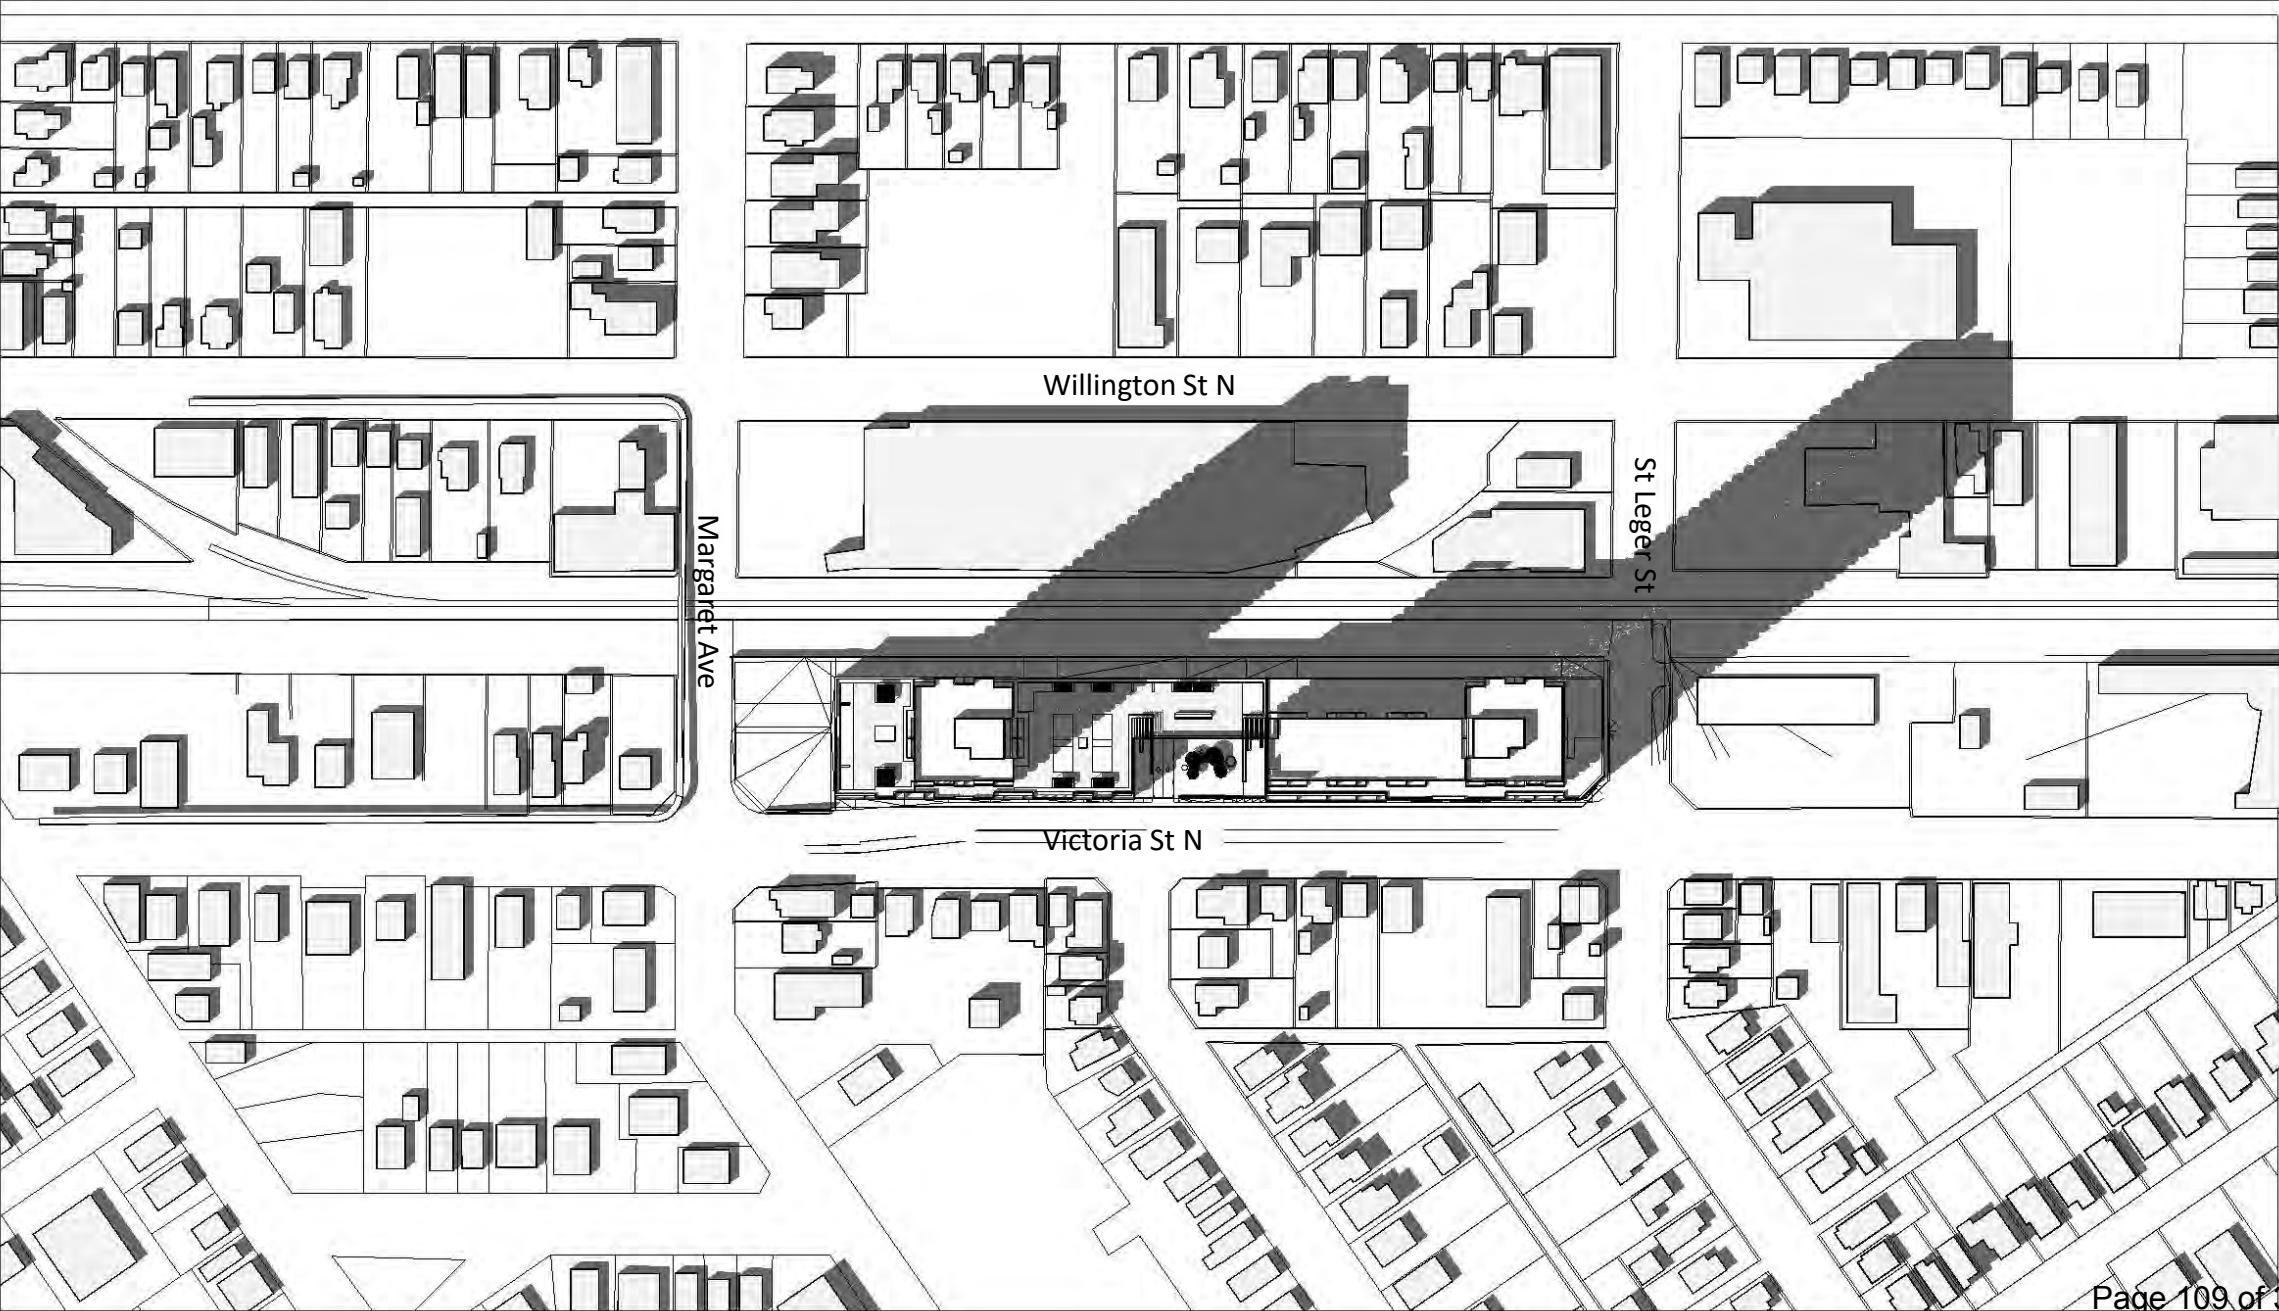 Willington St N
St Leger St
Margaret Ave
Victoria St N
Page 109 of